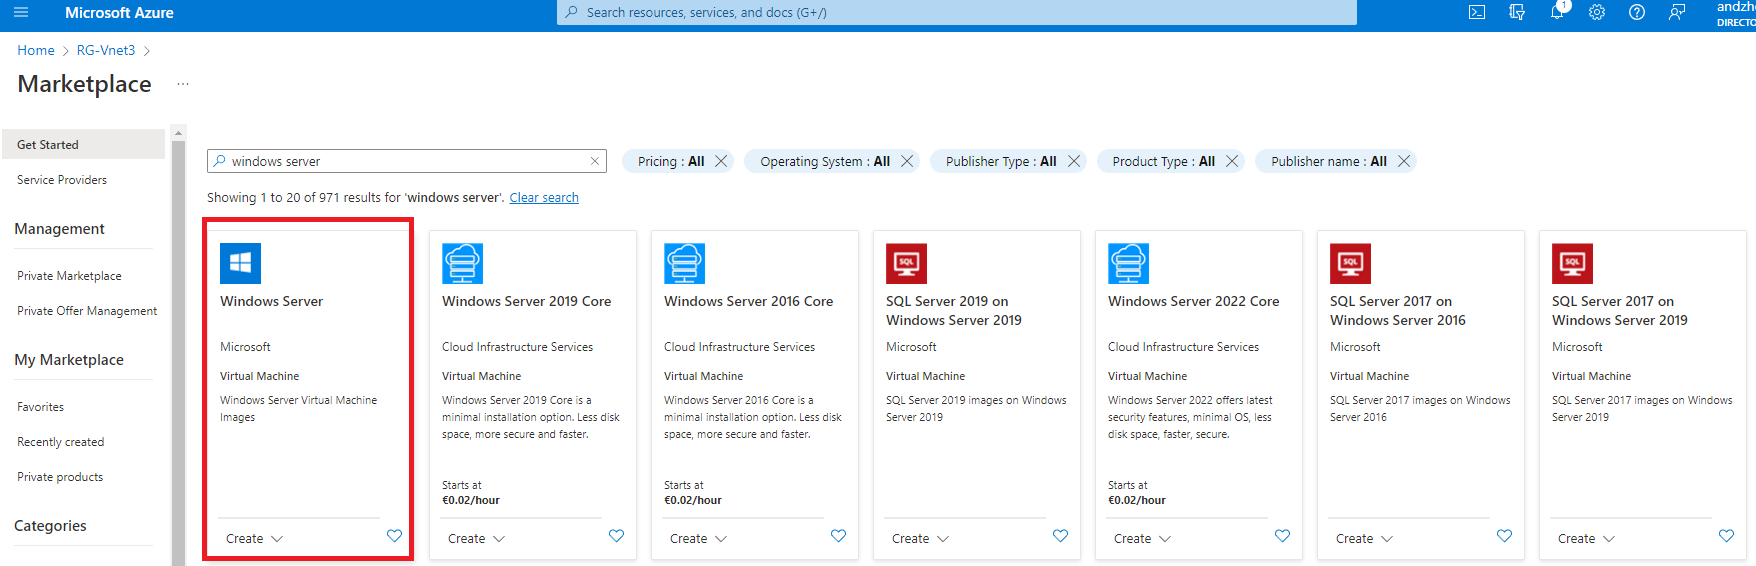 Microsoft Azure
Search resources, services, and docs (G+/)
1
andzh
DIRECTO
Home > RG-Vnet3 >
Marketplace ...
Get Started
Service Providers
Management
Private Marketplace
Private Offer Management
My Marketplace
Favorites
Recently created
Private products
Categories
windows server
Pricing : All
Operating System : All
Publisher Type : All
Product Type : All
Publisher name : All
Showing 1 to 20 of 971 results for 'windows server'. Clear search
Windows Server
Microsoft
Virtual Machine
Windows Server Virtual Machine
Images
Create
Windows Server 2019 Core
Cloud Infrastructure Services
Virtual Machine
Windows Server 2019 Core is a
minimal installation option. Less disk
space, more secure and faster.
Starts at
€0.02/hour
Create
Windows Server 2016 Core
Cloud Infrastructure Services
Virtual Machine
Windows Server 2016 Core is a
minimal installation option. Less disk
space, more secure and faster.
Starts at
€0.02/hour
Create
SQL
SQL Server 2019 on
Windows Server 2019
Microsoft
Virtual Machine
SQL Server 2019 images on Windows
Server 2019
Create
Windows Server 2022 Core
Cloud Infrastructure Services
Virtual Machine
Windows Server 2022 offers latest
security features, minimal OS, less
disk space, faster, secure.
Starts at
€0.02/hour
Create
SQL
SQL Server 2017 on
Windows Server 2016
Microsoft
Virtual Machine
SQL Server 2017 images on Windows
Server 2016
Create
SQL
SQL Server 2017 on
Windows Server 2019
Microsoft
Virtual Machine
SQL Server 2017 images on Windows
Server 2019
Create